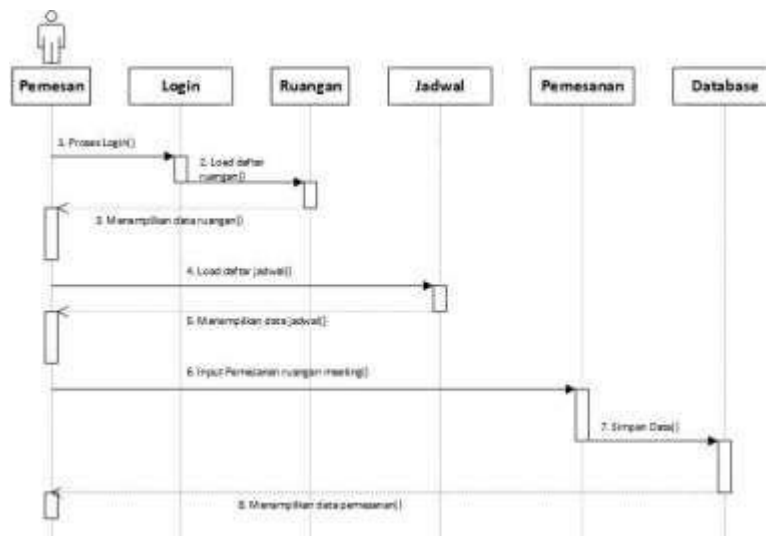 Pemesan
Login
Ruangan
Jadwal
Pemesanan
Database
1. Proses Login()
2. Load daftar
ruangan()
3. Menampilkan data ruangan()
4. Load daftar jadwal()
5. Menampilkan data jadwal()
6. Input Pemesanan ruangan meeting()
7. Simpan Data()
8. Menampilkan data pemesanan()